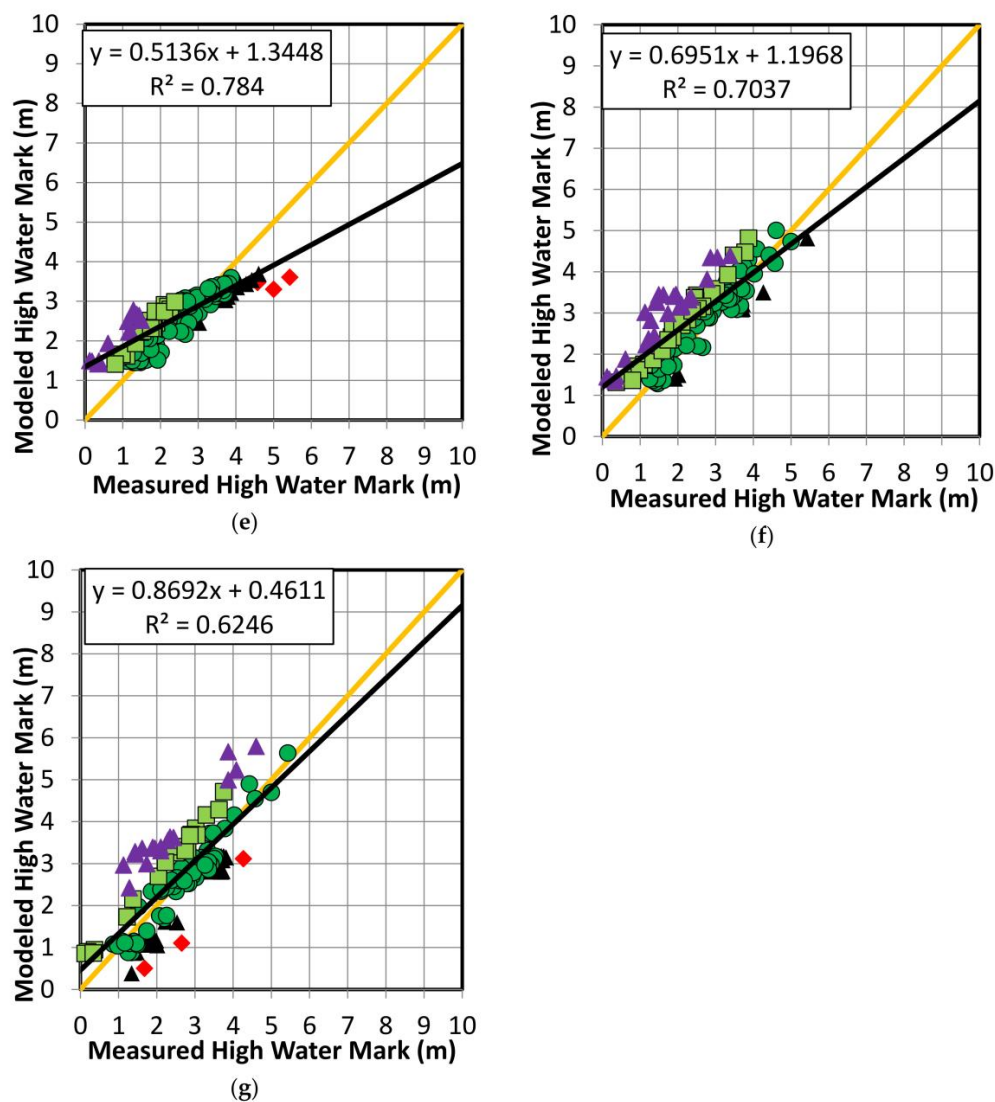 y = 0.5136x + 1.3448
R² = 0.784
Modeled High Water Mark (m)
10
9
8
7
6
5
4
3
2
1
0
0 1 2 3 4 5 6 7 8 9 10
Measured High Water Mark (m)
(e)
y = 0.6951x + 1.1968
R² = 0.7037
Modeled High Water Mark (m)
10
9
8
7
6
5
4
3
2
1
0
0 1 2 3 4 5 6 7 8 9 10
Measured High Water Mark (m)
(f)
y = 0.8692x + 0.4611
R² = 0.6246
Modeled High Water Mark (m)
10
9
8
7
6
5
4
3
2
1
0
0 1 2 3 4 5 6 7 8 9 10
Measured High Water Mark (m)
(g)